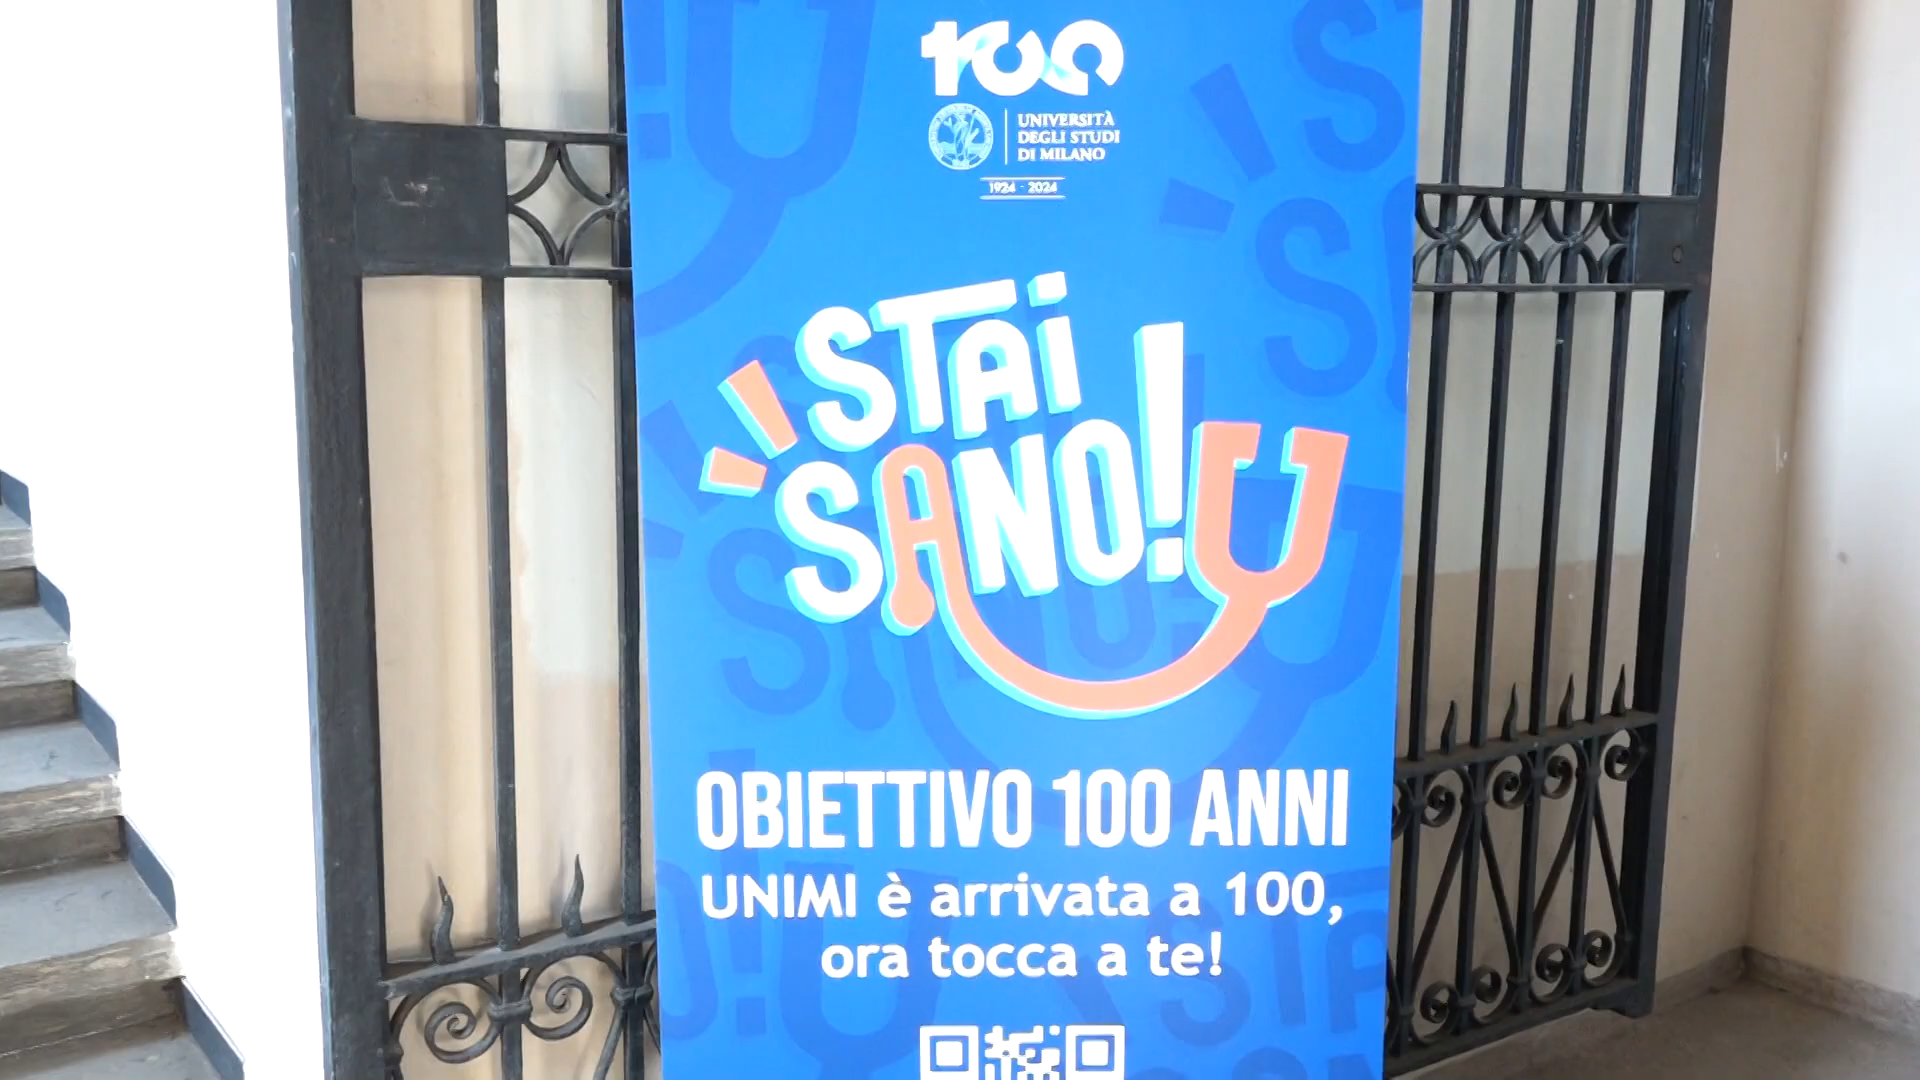 100
UNIVERSITÀ
DEGLI STUDI
DI MILANO
1924 - 2024
STAI
SANO! U
OBIETTIVO 100 ANNI
UNIMI è arrivata a 100,
ora tocca a te!